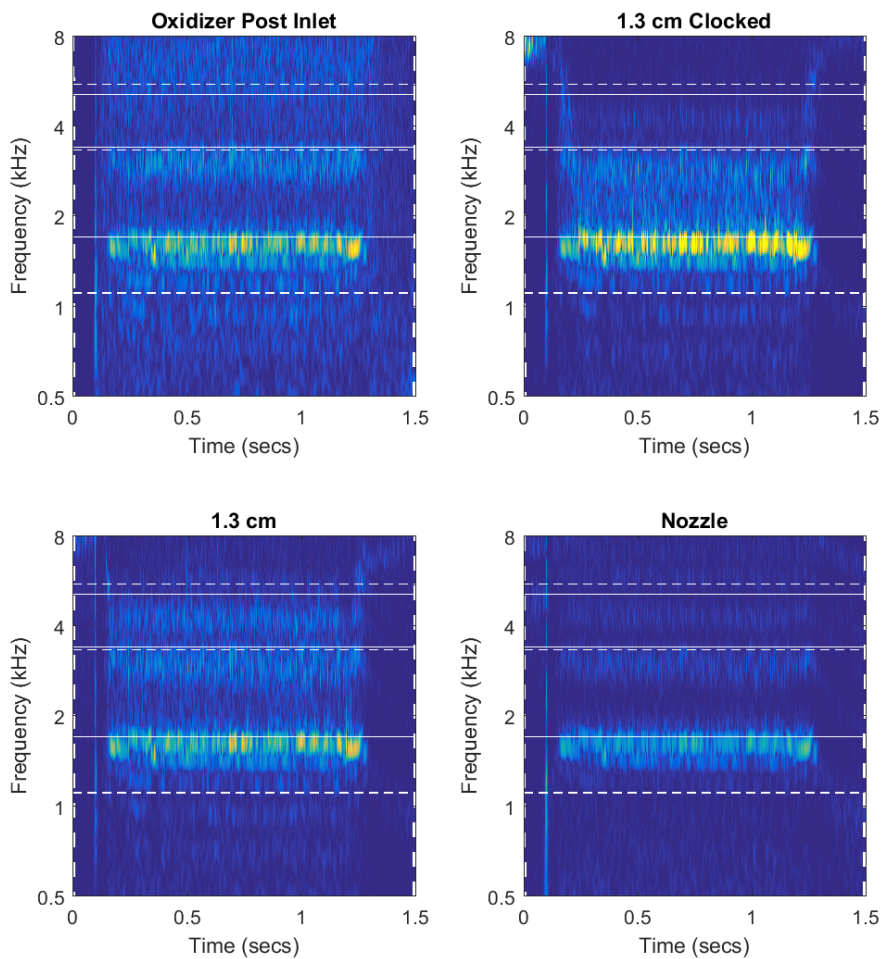 Oxidizer Post Inlet
8
4
2
1
0.5
Frequency (kHz)
0 0.5 1 1.5
Time (secs)
1.3 cm Clocked
8
4
2
1
0.5
Frequency (kHz)
0 0.5 1 1.5
Time (secs)
1.3 cm
8
4
2
1
0.5
Frequency (kHz)
0 0.5 1 1.5
Time (secs)
Nozzle
8
4
2
1
0.5
Frequency (kHz)
0 0.5 1 1.5
Time (secs)